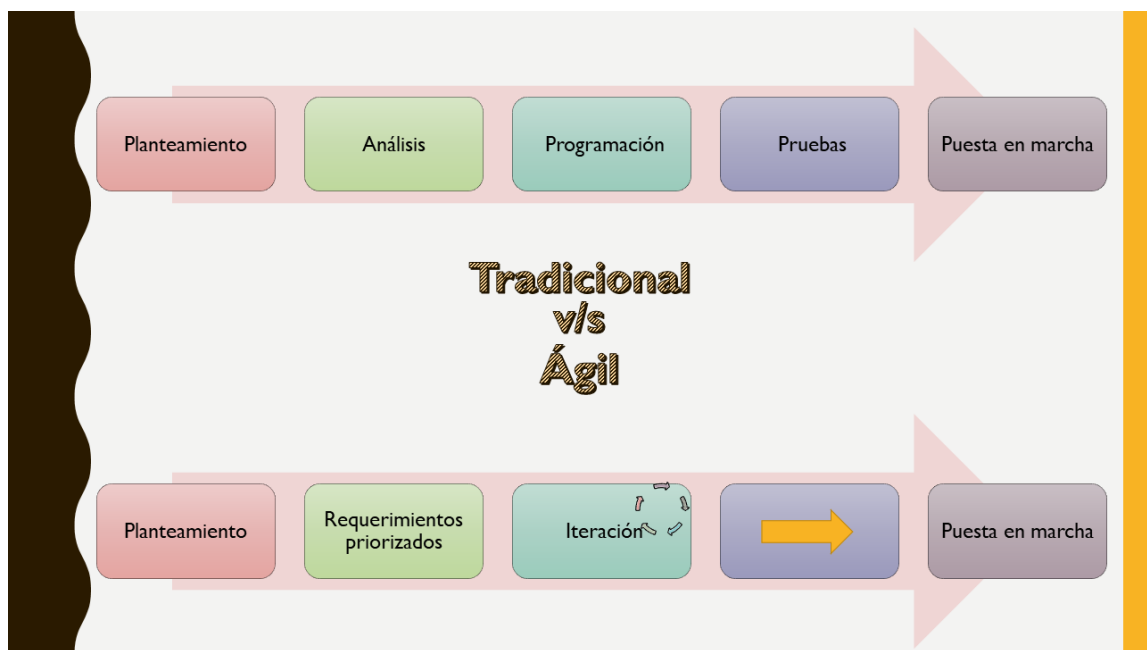 Planteamiento
Análisis
Programación
Pruebas
Puesta en marcha
Tradicional
v/s
Ágil
Planteamiento
Requerimientos
priorizados
Iteración
Puesta en marcha